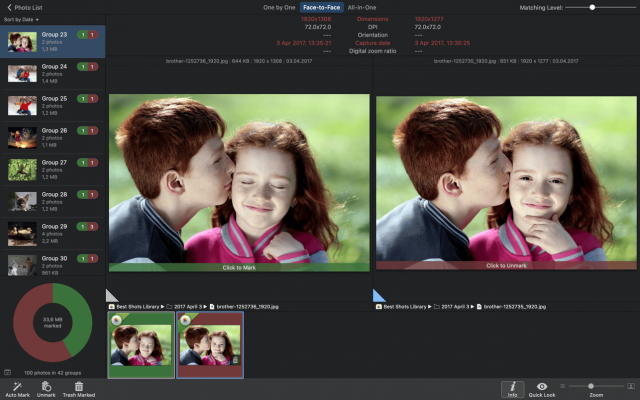 Photo List
One by One Face-to-Face All-in-One
Matching Level:
Sort by Date
Group 23
2 photos
1,3 MB
1 1
Group 24
2 photos
1,4 MB
1 1
Group 25
2 photos
1,2 MB
1 1
Group 26
2 photos
1,1 MB
1 1
Group 27
2 photos
1,2 MB
1 1
Group 28
2 photos
1,2 MB
1 1
Group 29
4 photos
2,2 MB
1 3
Group 30
2 photos
861 KB
1 1
33,6 MB
marked
100 photos in 42 groups
1920x1308 Dimensions 1920x1277
72.0x72.0 DPI 72.0x72.0
--- Orientation ---
3 Apr 2017, 13:35:21 Capture date
--- Digital zoom ratio ---
brother-1252736_1920.jpg | 644 KB | 1920 x 1308 | 03.04.2017
brother-1252735_1920.jpg | 651 KB | 1920 x 1277 | 03.04.2017
Click to Mark
Click to Unmark
Best Shots Library ▶ 2017 April 3 ▶ brother-1252736_1920.jpg
Best Shots Library ▶ 2017 April 3 ▶ brother-1252735_1920.jpg
Auto Mark Unmark Trash Marked
Info Quick Look Zoom